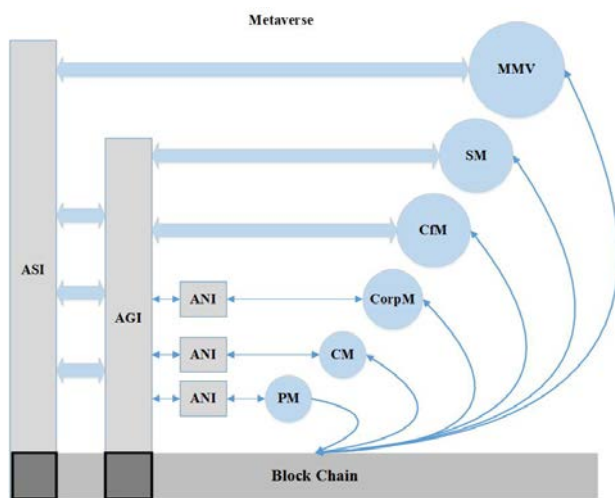 Metaverse
MMV
SM
CfM
ASI
ANI
CorpM
AGI
ANI
CM
ANI
PM
Block Chain